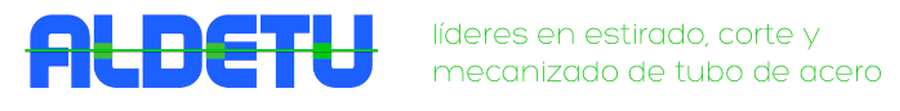 ALDETU
líderes en estirado, corte y
mecanizado de tubo de acero